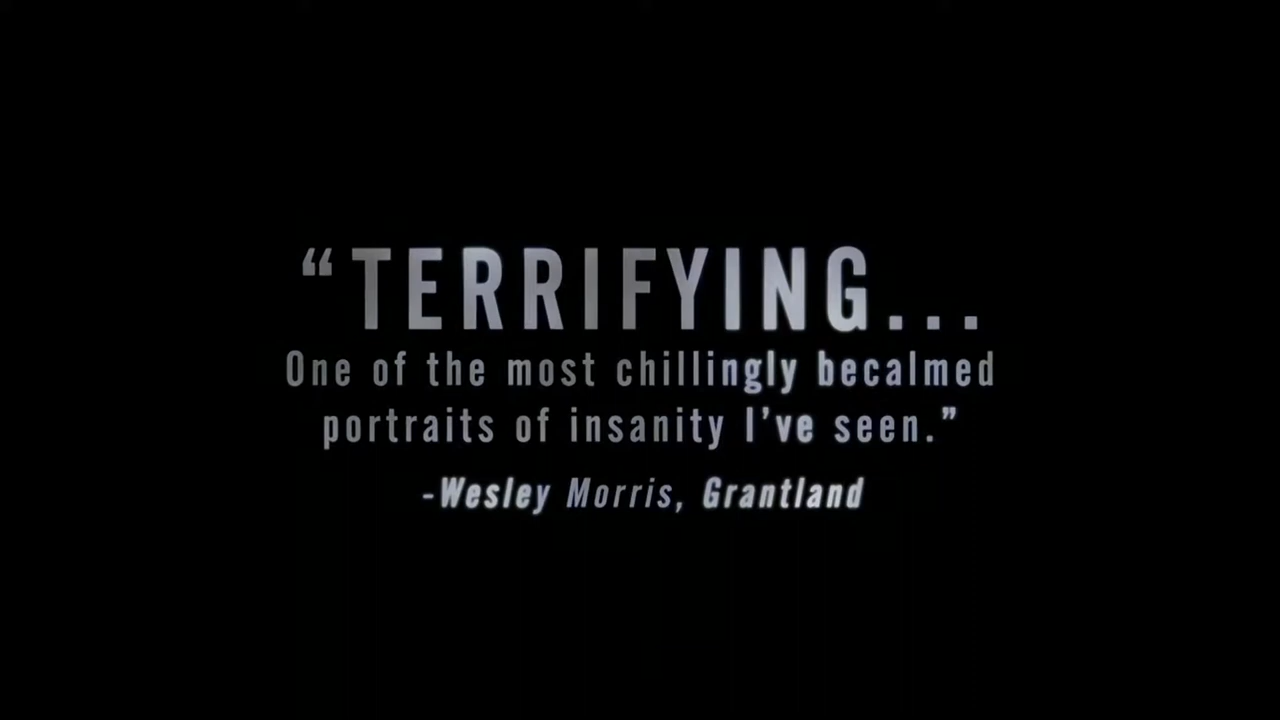 “TERRIFYING...
One of the most chillingly becalmed
portraits of insanity I’ve seen.”
-Wesley Morris, Grantland